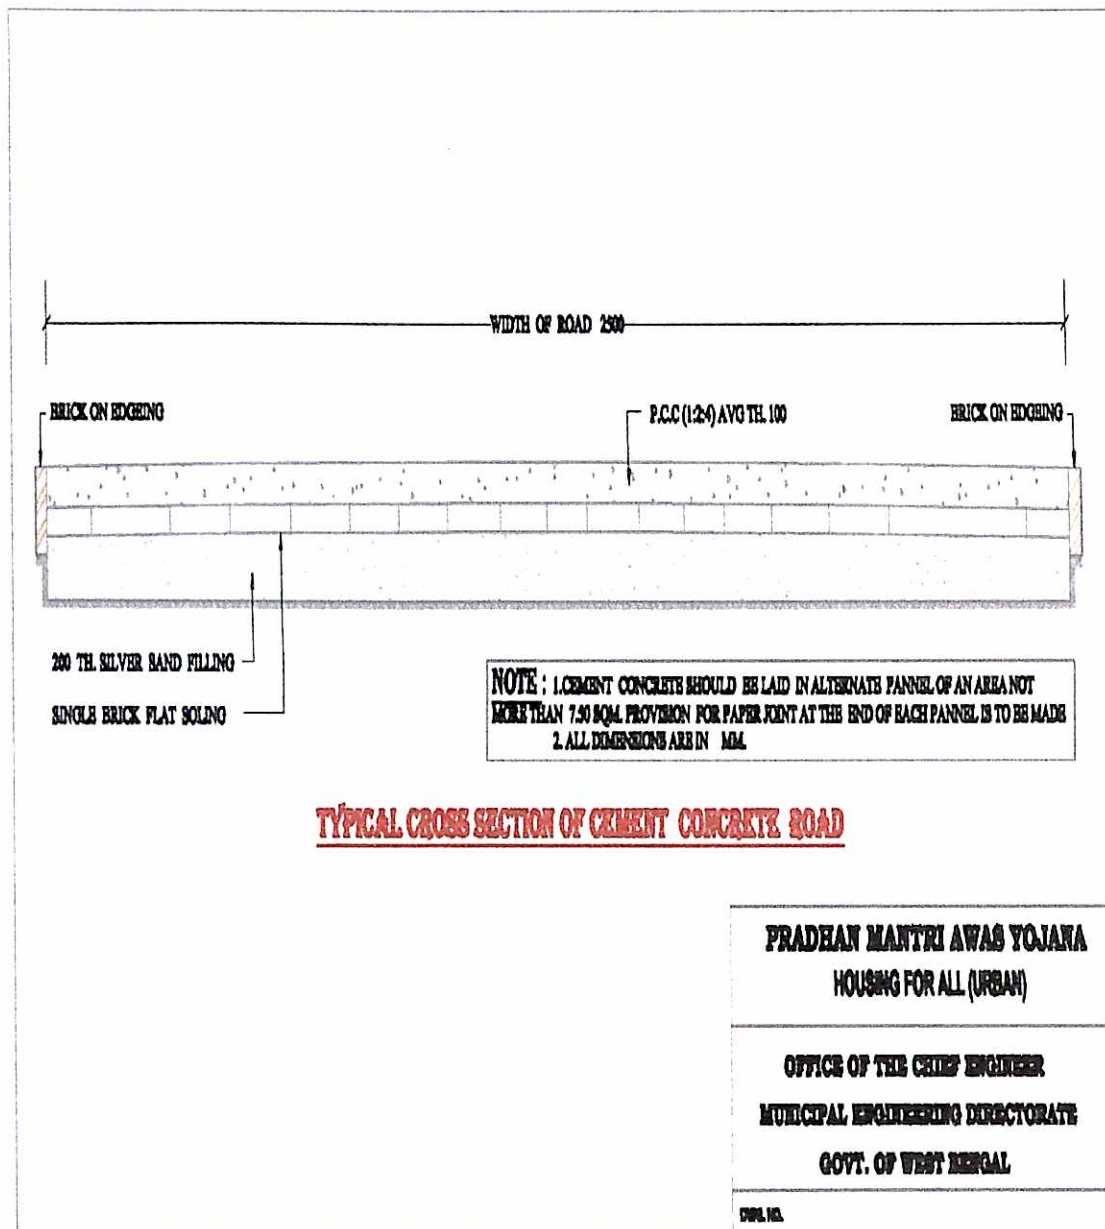 WIDTH OF ROAD 2500
BRICK ON EDGEING
P.C.C (1:2:4) AVG TH. 100
BRICK ON EDGEING
200 TH. SILVER SAND FILLING
SINGLE BRICK FLAT SOLING
NOTE : 1.CEMENT CONCRETE SHOULD BE LAID IN ALTERNATE PANNEL OF AN AREA NOT
MORE THAN 7.50 SQM. PROVISION FOR PAPER JOINT AT THE END OF EACH PANNEL IS TO BE MADE
2. ALL DIMENSIONS ARE IN MM.
TYPICAL CROSS SECTION OF CEMENT CONCRETE ROAD
PRADHAN MANTRI AWAS YOJANA
HOUSING FOR ALL (URBAN)
OFFICE OF THE CHIEF ENGINEER
MUNICIPAL ENGINEERING DIRECTORATE
GOVT. OF WEST BENGAL
DRG. NO.